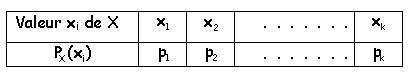 Valeur xi de X x1 x2 . . . . . . . xk
PX(xi) p1 p2 . . . . . . . pk